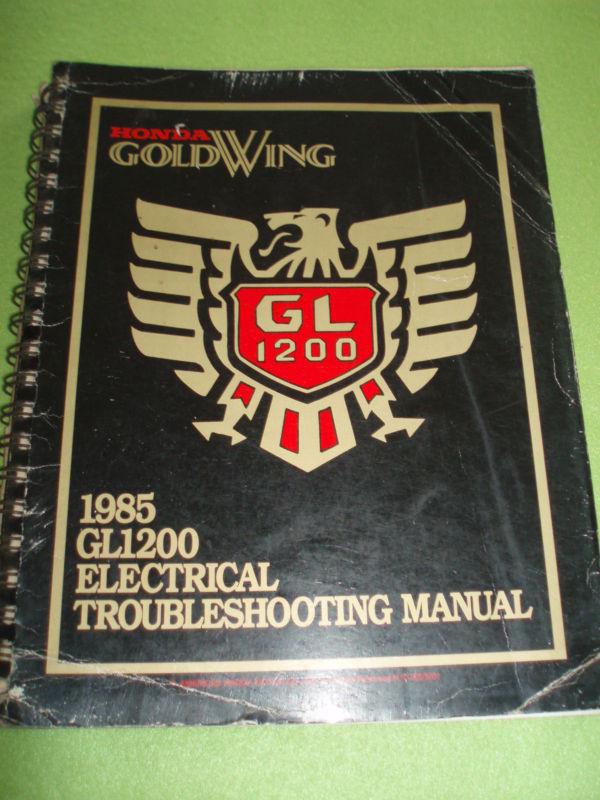 HONDA
GOLDWING
GL
1200
1985
GL1200
ELECTRICAL
TROUBLESHOOTING MANUAL